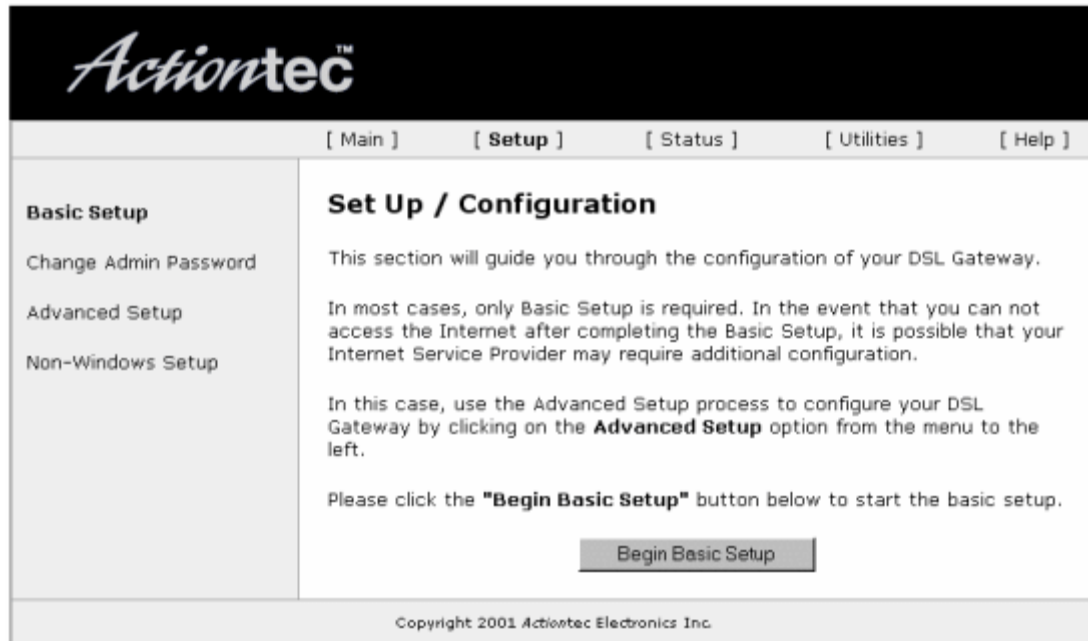 Actiontec™
[ Main ] [ Setup ] [ Status ] [ Utilities ] [ Help ]
Basic Setup
Change Admin Password
Advanced Setup
Non-Windows Setup
Set Up / Configuration
This section will guide you through the configuration of your DSL Gateway.
In most cases, only Basic Setup is required. In the event that you can not
access the Internet after completing the Basic Setup, it is possible that your
Internet Service Provider may require additional configuration.
In this case, use the Advanced Setup process to configure your DSL
Gateway by clicking on the Advanced Setup option from the menu to the
left.
Please click the "Begin Basic Setup" button below to start the basic setup.
Begin Basic Setup
Copyright 2001 Actiontec Electronics Inc.